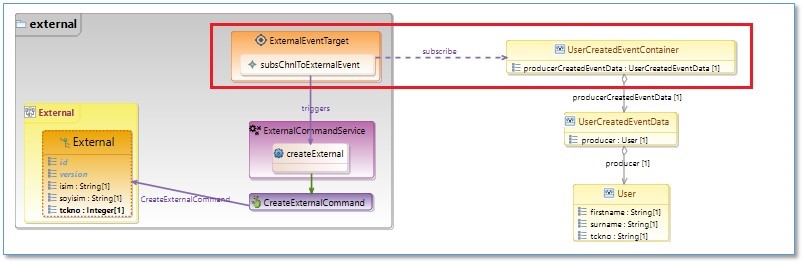 external
ExternalEventTarget
subsChnlToExternalEvent
subscribe
UserCreatedEventContainer
producerCreatedEventData : UserCreatedEventData [1]
producerCreatedEventData [1]
triggers
UserCreatedEventData
producer : User [1]
producer [1]
External
External
id
version
isim : String[1]
soyisim : String[1]
tckno : Integer[1]
ExternalCommandService
createExternal
CreateExternalCommand
CreateExternalCommand
User
firstname : String[1]
surname : String[1]
tckno : String[1]